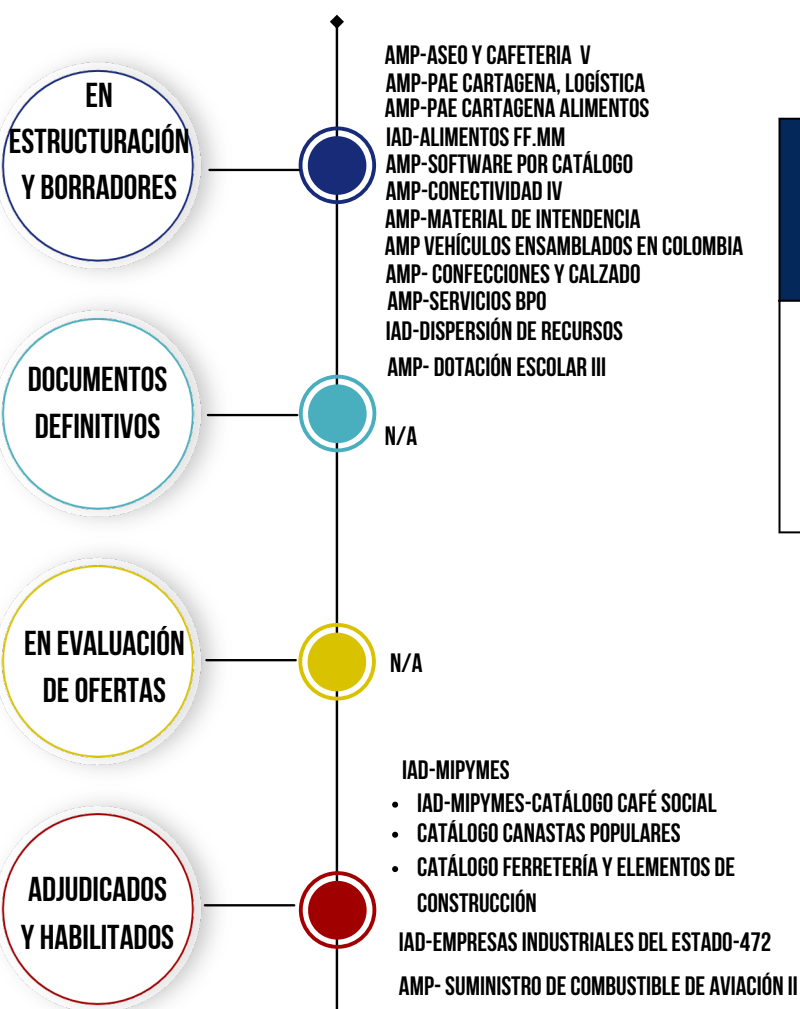 EN
ESTRUCTURACIÓN
Y BORRADORES
AMP-ASEO Y CAFETERIA V
AMP-PAE CARTAGENA, LOGÍSTICA
AMP-PAE CARTAGENA ALIMENTOS
IAD-ALIMENTOS FF.MM
AMP-SOFTWARE POR CATÁLOGO
AMP-CONECTIVIDAD IV
AMP-MATERIAL DE INTENDENCIA
AMP VEHÍCULOS ENSAMBLADOS EN COLOMBIA
AMP- CONFECCIONES Y CALZADO
AMP-SERVICIOS BPO
IAD-DISPERSIÓN DE RECURSOS
AMP- DOTACIÓN ESCOLAR III
DOCUMENTOS
DEFINITIVOS
N/A
EN EVALUACIÓN
DE OFERTAS
N/A
ADJUDICADOS
Y HABILITADOS
IAD-MIPYMES
• IAD-MIPYMES-CATÁLOGO CAFÉ SOCIAL
• CATÁLOGO CANASTAS POPULARES
• CATÁLOGO FERRETERÍA Y ELEMENTOS DE
CONSTRUCCIÓN
IAD-EMPRESAS INDUSTRIALES DEL ESTADO-472
AMP- SUMINISTRO DE COMBUSTIBLE DE AVIACIÓN II